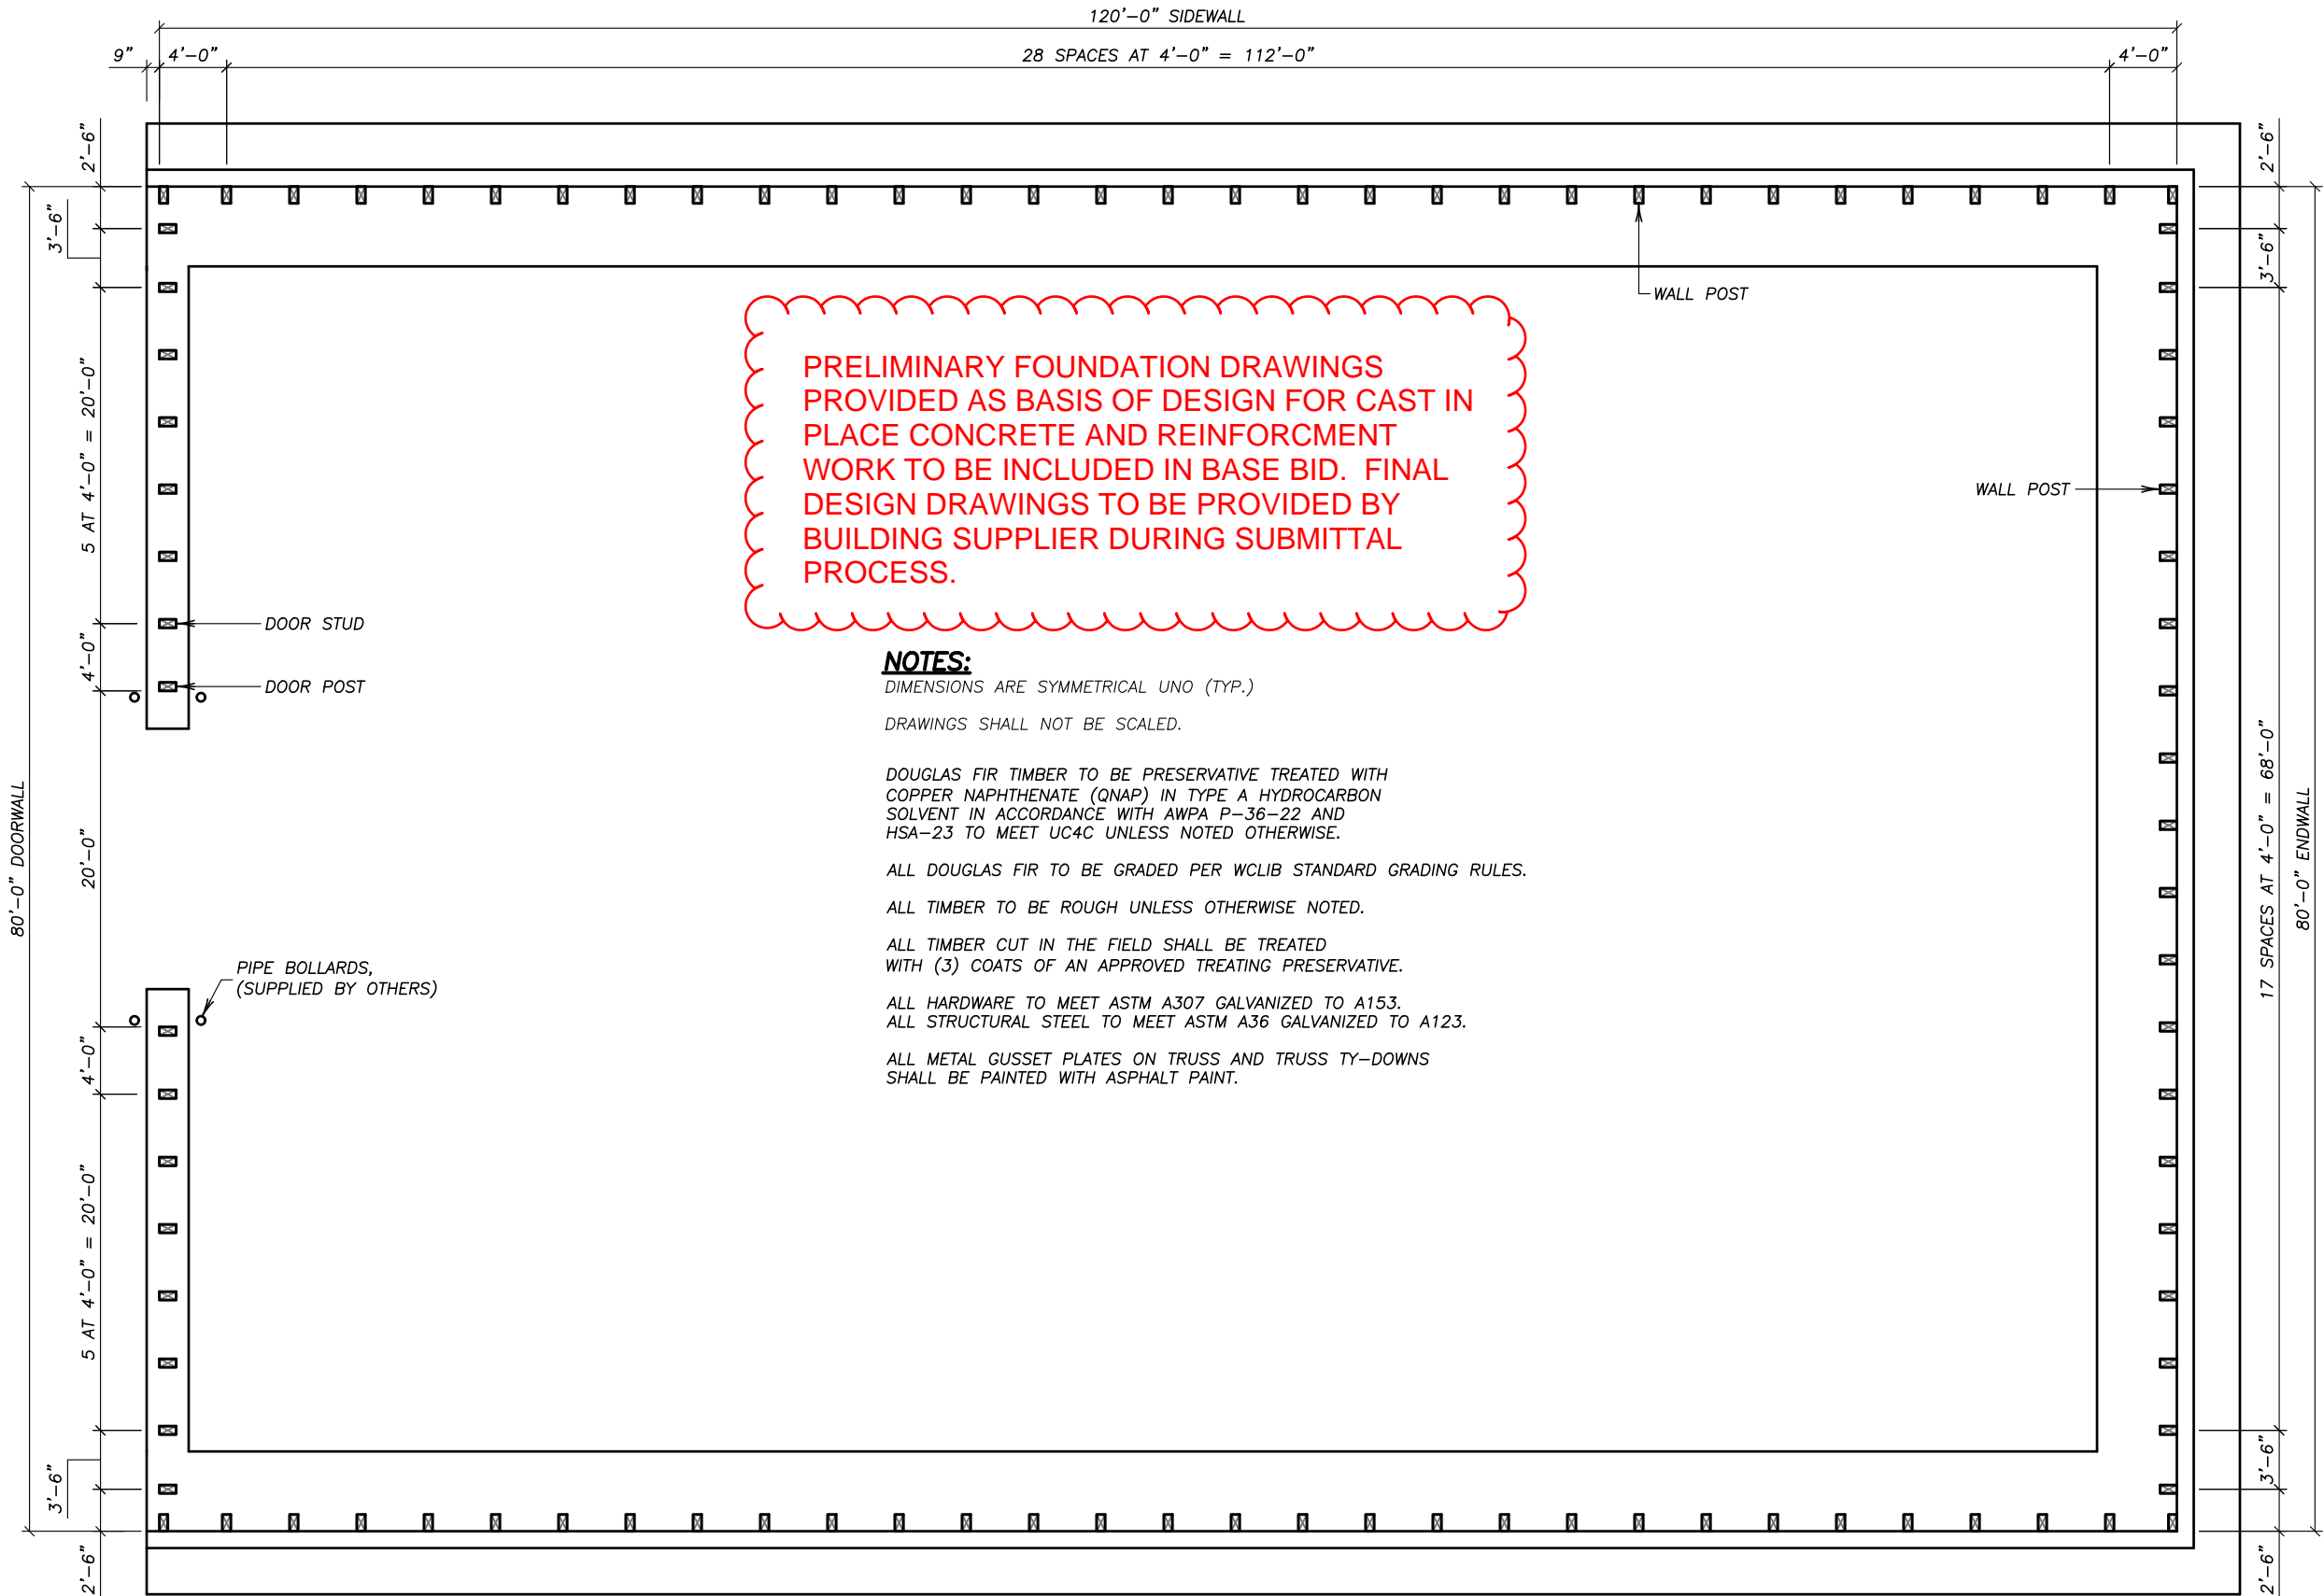 120'-0" SIDEWALL
9"
4'-0"
28 SPACES AT 4'-0" = 112'-0"
4'-0"
2'-6"
2'-6"
3'-6"
3'-6"
WALL POST
PRELIMINARY FOUNDATION DRAWINGS
PROVIDED AS BASIS OF DESIGN FOR CAST IN
PLACE CONCRETE AND REINFORCMENT
WORK TO BE INCLUDED IN BASE BID.  FINAL
DESIGN DRAWINGS TO BE PROVIDED BY
BUILDING SUPPLIER DURING SUBMITTAL
PROCESS.
5 AT 4'-0" = 20'-0"
WALL POST
DOOR STUD
4'-0"
DOOR POST
NOTES:
DIMENSIONS ARE SYMMETRICAL UNO (TYP.)
DRAWINGS SHALL NOT BE SCALED.
DOUGLAS FIR TIMBER TO BE PRESERVATIVE TREATED WITH
COPPER NAPHTHENATE (QNAP) IN TYPE A HYDROCARBON
SOLVENT IN ACCORDANCE WITH AWPA P-36-22 AND
HSA-23 TO MEET UC4C UNLESS NOTED OTHERWISE.
ALL DOUGLAS FIR TO BE GRADED PER WCLIB STANDARD GRADING RULES.
ALL TIMBER TO BE ROUGH UNLESS OTHERWISE NOTED.
ALL TIMBER CUT IN THE FIELD SHALL BE TREATED
WITH (3) COATS OF AN APPROVED TREATING PRESERVATIVE.
ALL HARDWARE TO MEET ASTM A307 GALVANIZED TO A153.
ALL STRUCTURAL STEEL TO MEET ASTM A36 GALVANIZED TO A123.
ALL METAL GUSSET PLATES ON TRUSS AND TRUSS TY-DOWNS
SHALL BE PAINTED WITH ASPHALT PAINT.
80'-0" DOORWALL
20'-0"
17 SPACES AT 4'-0" = 68'-0"
80'-0" ENDWALL
PIPE BOLLARDS,
(SUPPLIED BY OTHERS)
4'-0"
5 AT 4'-0" = 20'-0"
3'-6"
3'-6"
2'-6"
2'-6"